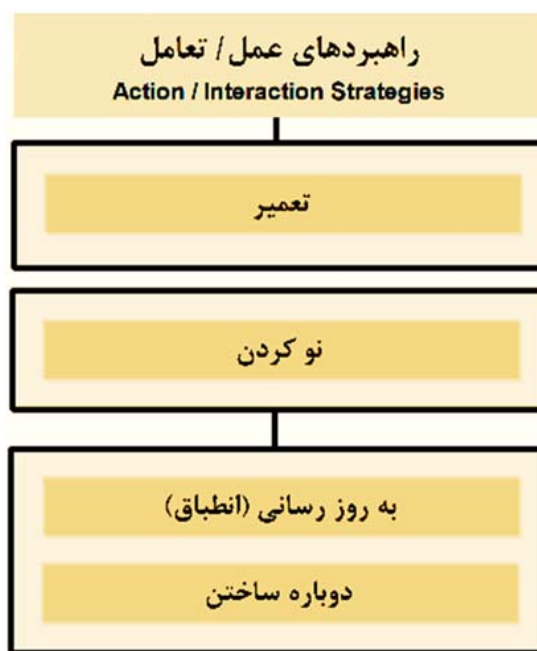 راهبردهای عمل/ تعامل
Action / Interaction Strategies
تعمیر
نو کردن
به روز رسانی (انطباق)
دوباره ساختن